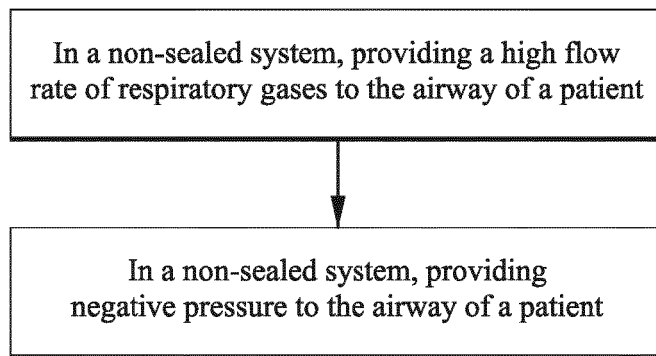 In a non-sealed system, providing a high flow
rate of respiratory gases to the airway of a patient
In a non-sealed system, providing
negative pressure to the airway of a patient